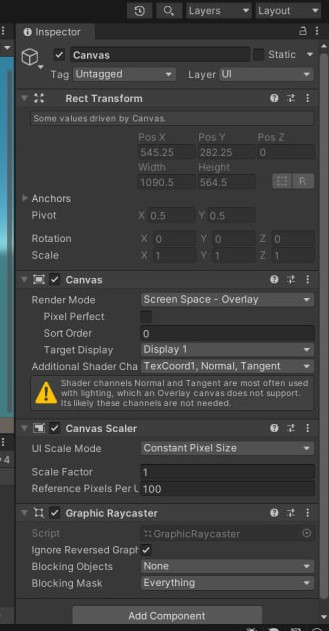 Layers Layout
Inspector
Canvas Static
Tag Untagged Layer UI
Rect Transform
Some values driven by Canvas.
Pos X Pos Y Pos Z
545.25 282.25 0
Width Height
1090.5 564.5 R
Anchors
Pivot X 0.5 Y 0.5
Rotation X 0 Y 0 Z 0
Scale X 1 Y 1 Z 1
Canvas
Render Mode Screen Space - Overlay
Pixel Perfect
Sort Order 0
Target Display Display 1
Additional Shader Cha TexCoord1, Normal, Tangent
Shader channels Normal and Tangent are most often used
with lighting, which an Overlay canvas does not support.
Its likely these channels are not needed.
Canvas Scaler
4
UI Scale Mode Constant Pixel Size
Scale Factor 1
Reference Pixels Per U 100
Graphic Raycaster
Script GraphicRaycaster
Ignore Reversed Graph
Blocking Objects None
Blocking Mask Everything
Add Component